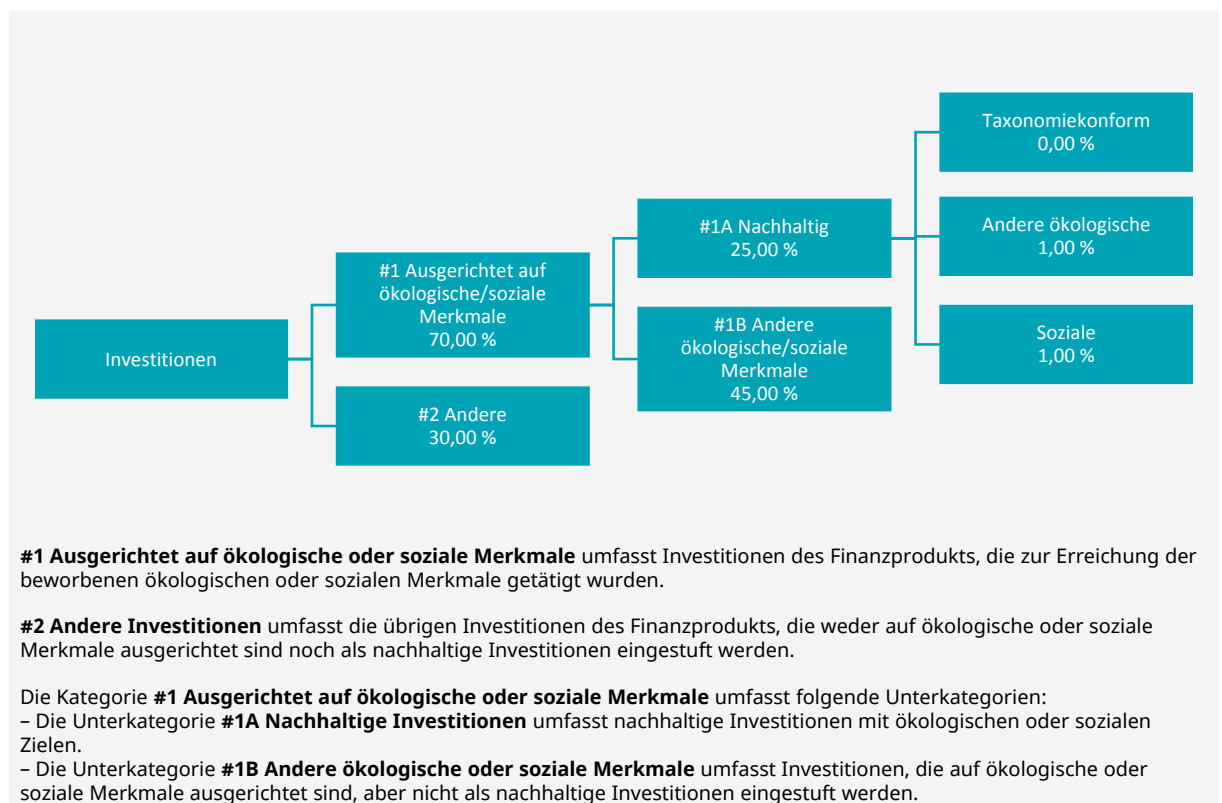 Taxonomiekonform
0,00 %
#1A Nachhaltig
25,00 %
Andere ökologische
1,00 %
#1 Ausgerichtet auf
ökologische/soziale
Merkmale
70,00 %
#1B Andere
ökologische/soziale
Merkmale
45,00 %
Soziale
1,00 %
Investitionen
#2 Andere
30,00 %
#1 Ausgerichtet auf ökologische oder soziale Merkmale umfasst Investitionen des Finanzprodukts, die zur Erreichung der
beworbenen ökologischen oder sozialen Merkmale getätigt wurden.
#2 Andere Investitionen umfasst die übrigen Investitionen des Finanzprodukts, die weder auf ökologische oder soziale
Merkmale ausgerichtet sind noch als nachhaltige Investitionen eingestuft werden.
Die Kategorie #1 Ausgerichtet auf ökologische oder soziale Merkmale umfasst folgende Unterkategorien:
– Die Unterkategorie #1A Nachhaltige Investitionen umfasst nachhaltige Investitionen mit ökologischen oder sozialen
Zielen.
– Die Unterkategorie #1B Andere ökologische oder soziale Merkmale umfasst Investitionen, die auf ökologische oder
soziale Merkmale ausgerichtet sind, aber nicht als nachhaltige Investitionen eingestuft werden.